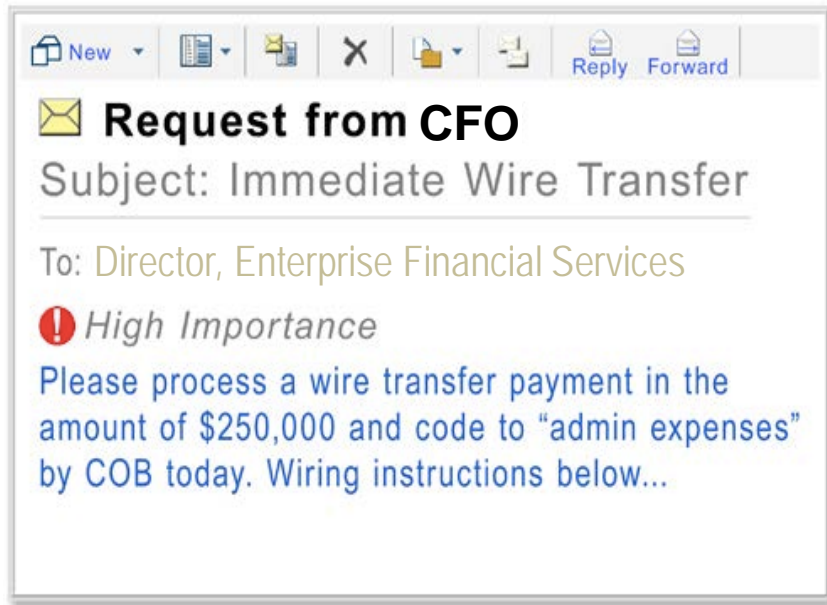 New Reply Forward
Request from CFO
Subject: Immediate Wire Transfer
To: Director, Enterprise Financial Services
High Importance
Please process a wire transfer payment in the
amount of $250,000 and code to “admin expenses”
by COB today. Wiring instructions below...